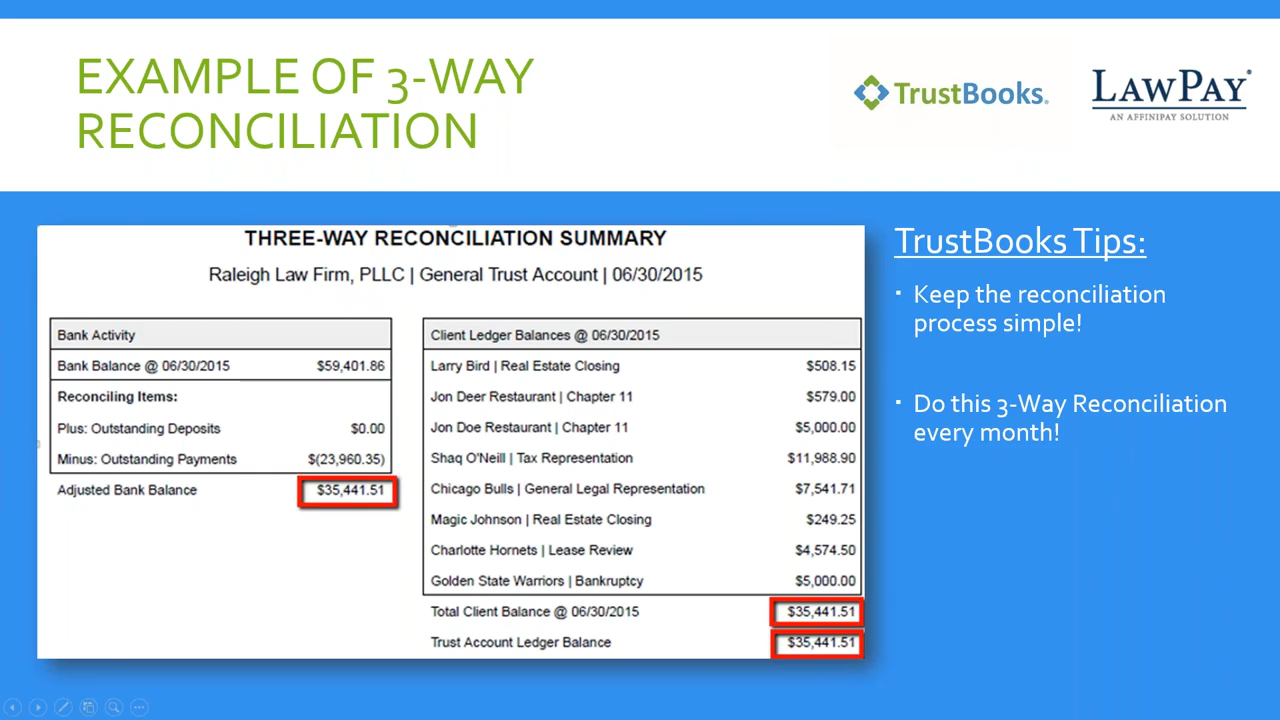 EXAMPLE OF 3-WAY
RECONCILIATION
TrustBooks.
LAWPAY®
AN AFFINIPAY SOLUTION
THREE-WAY RECONCILIATION SUMMARY
Raleigh Law Firm, PLLC | General Trust Account | 06/30/2015
Bank Activity
Bank Balance @ 06/30/2015 $59,401.86
Reconciling Items:
Plus: Outstanding Deposits $0.00
Minus: Outstanding Payments $(23,960.35)
Adjusted Bank Balance $35,441.51
Client Ledger Balances @ 06/30/2015
Larry Bird | Real Estate Closing $508.15
Jon Deer Restaurant | Chapter 11 $579.00
Jon Doe Restaurant | Chapter 11 $5,000.00
Shaq O'Neill | Tax Representation $11,988.90
Chicago Bulls | General Legal Representation $7,541.71
Magic Johnson | Real Estate Closing $249.25
Charlotte Hornets | Lease Review $4,574.50
Golden State Warriors | Bankruptcy $5,000.00
Total Client Balance @ 06/30/2015 $35,441.51
Trust Account Ledger Balance $35,441.51
TrustBooks Tips:
▪ Keep the reconciliation
process simple!
▪ Do this 3-Way Reconciliation
every month!